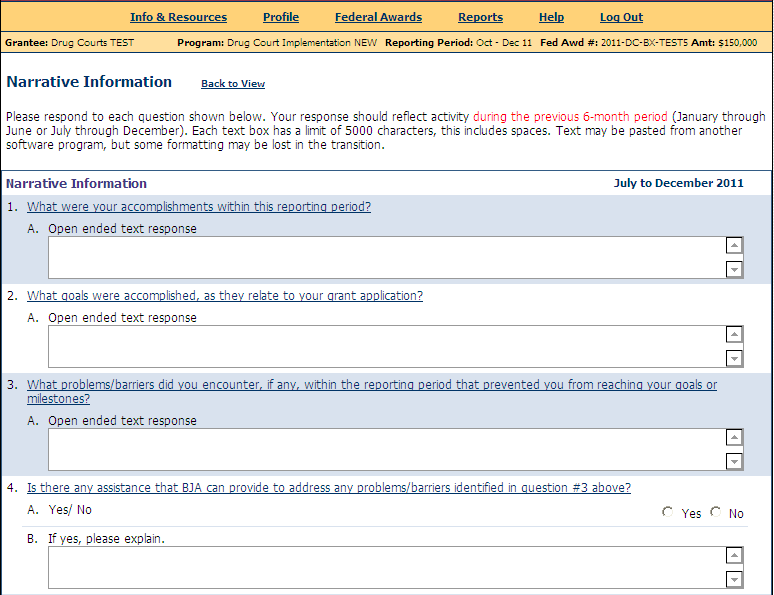 Info & Resources Profile Federal Awards Reports Help Log Out
Grantee: Drug Courts TEST Program: Drug Court Implementation NEW Reporting Period: Oct - Dec 11 Fed Awd #: 2011-DC-BX-TEST5 Amt: $150,000
Narrative Information Back to View
Please respond to each question shown below. Your response should reflect activity during the previous 6-month period (January through
June or July through December). Each text box has a limit of 5000 characters, this includes spaces. Text may be pasted from another
software program, but some formatting may be lost in the transition.
Narrative Information July to December 2011
1. What were your accomplishments within this reporting period?
A. Open ended text response
2. What goals were accomplished, as they relate to your grant application?
A. Open ended text response
3. What problems/barriers did you encounter, if any, within the reporting period that prevented you from reaching your goals or
milestones?
A. Open ended text response
4. Is there any assistance that BJA can provide to address any problems/barriers identified in question #3 above?
A. Yes/ No Yes No
B. If yes, please explain.